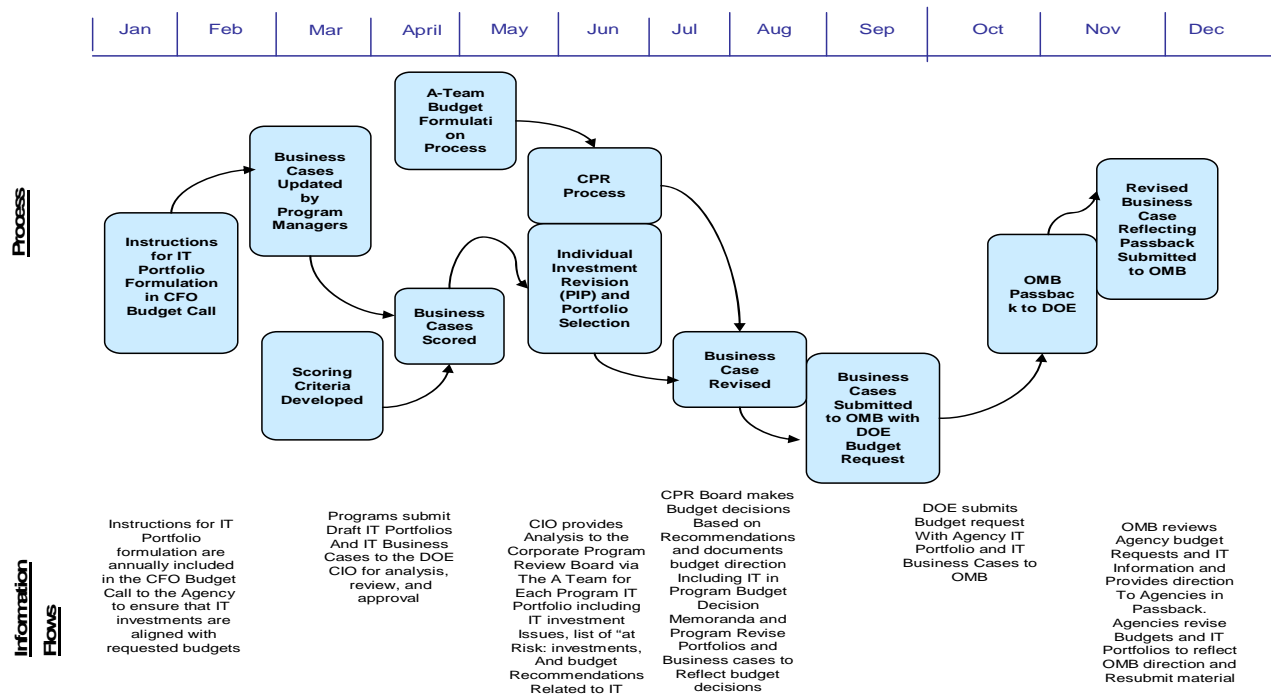 Jan Feb Mar April May Jun Jul Aug Sep Oct Nov Dec
Process
A-Team
Budget
Formulati
on
Process
Business
Cases
Updated
by
Program
Managers
CPR
Process
Revised
Business
Case
Reflecting
Passback
Submitted
to OMB
Instructions
for IT
Portfolio
Formulation
in CFO
Budget Call
Individual
Investment
Revision
(PIP) and
Portfolio
Selection
OMB
Passbac
k to DOE
Business
Cases
Scored
Scoring
Criteria
Developed
Business
Case
Revised
Business
Cases
Submitted
to OMB with
DOE
Budget
Request
Information
Flows
Instructions for IT
Portfolio
formulation are
annually included
in the CFO Budget
Call to the Agency
to ensure that IT
investments are
aligned with
requested budgets
Programs submit
Draft IT Portfolios
And IT Business
Cases to the DOE
CIO for analysis,
review, and
approval
CIO provides
Analysis to the
Corporate Program
Review Board via
The A Team for
Each Program IT
Portfolio including
IT investment
Issues, list of "at
Risk: investments,
And budget
Recommendations
Related to IT
CPR Board makes
Budget decisions
Based on
Recommendations
and documents
budget direction
Including IT in
Program Budget
Decision
Memoranda and
Program Revise
Portfolios and
Business cases to
Reflect budget
decisions
DOE submits
Budget request
With Agency IT
Portfolio and IT
Business Cases to
OMB
OMB reviews
Agency budget
Requests and IT
Information and
Provides direction
To Agencies in
Passback.
Agencies revise
Budgets and IT
Portfolios to reflect
OMB direction and
Resubmit material